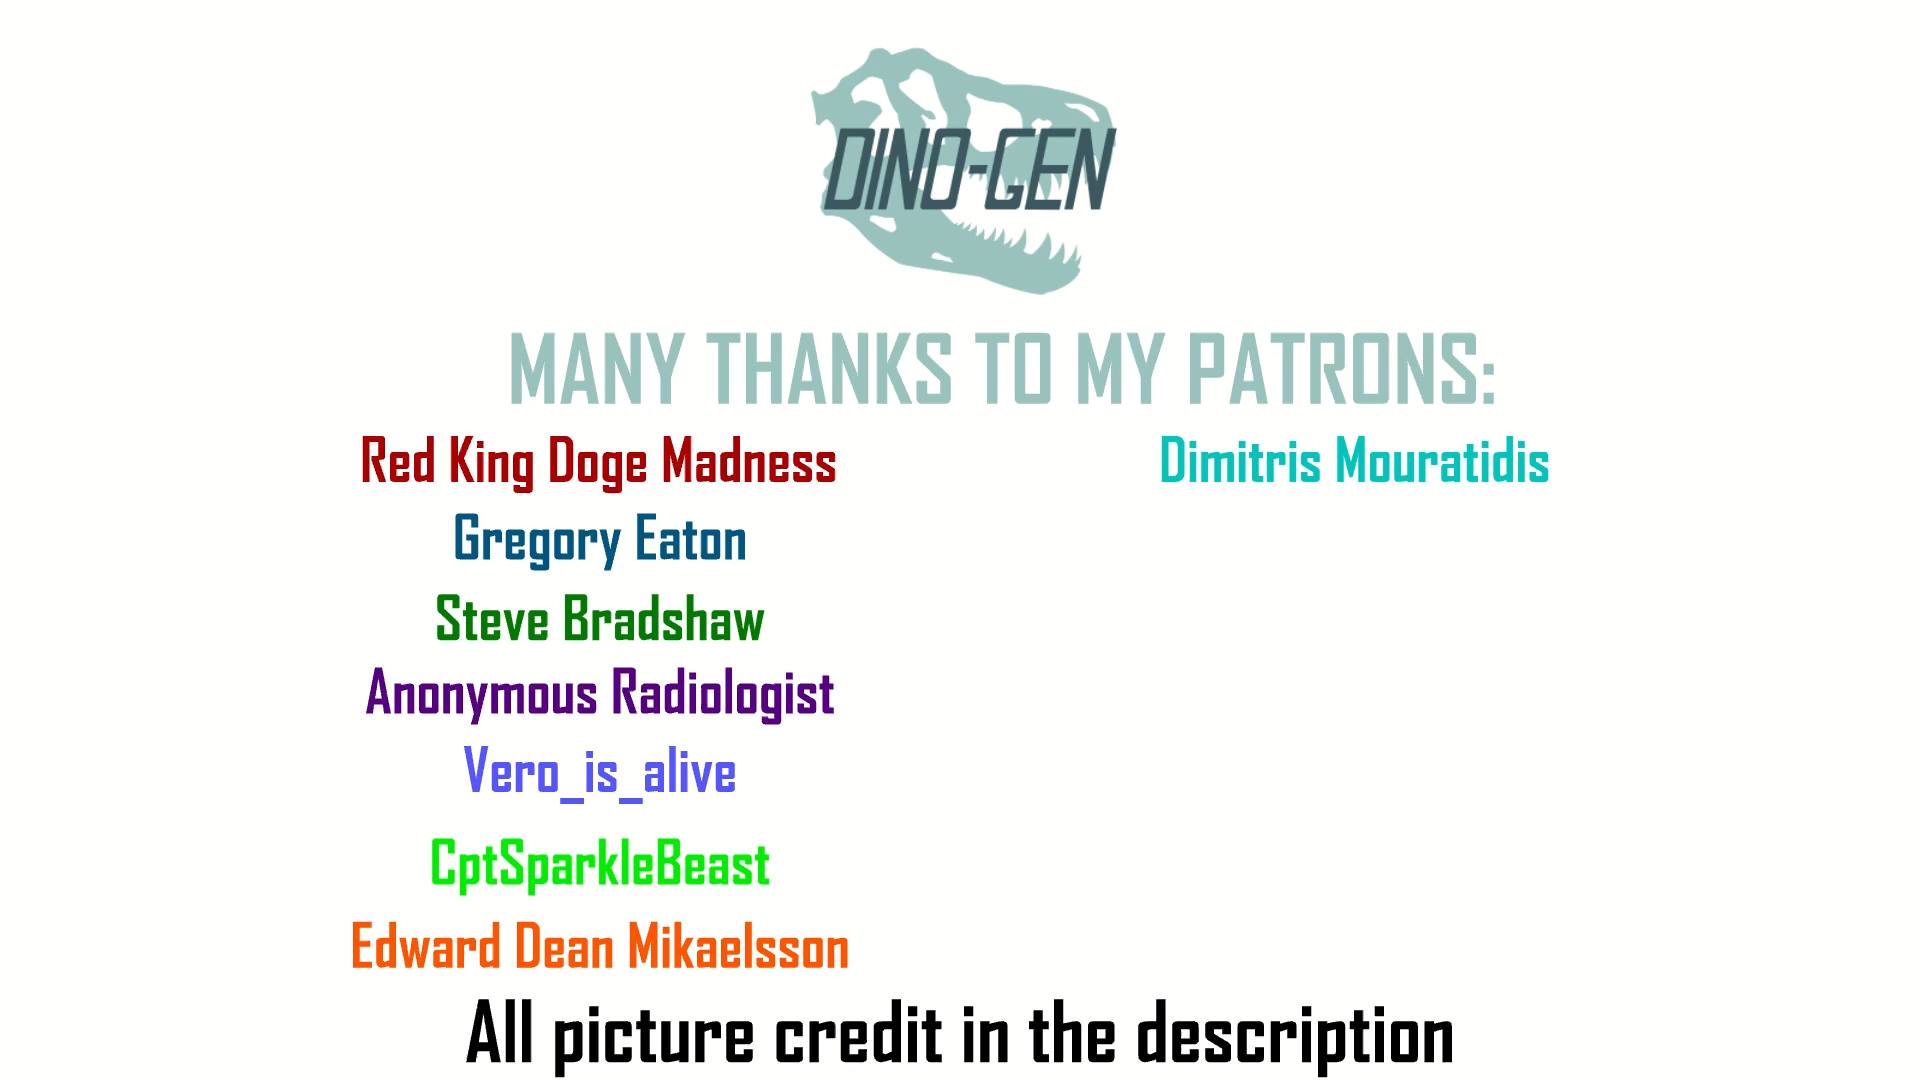 DINO-GEN
MANY THANKS TO MY PATRONS:
Red King Doge Madness
Gregory Eaton
Steve Bradshaw
Anonymous Radiologist
Vero_is_alive
CptSparkleBeast
Edward Dean Mikaelsson
Dimitris Mouratidis
All picture credit in the description